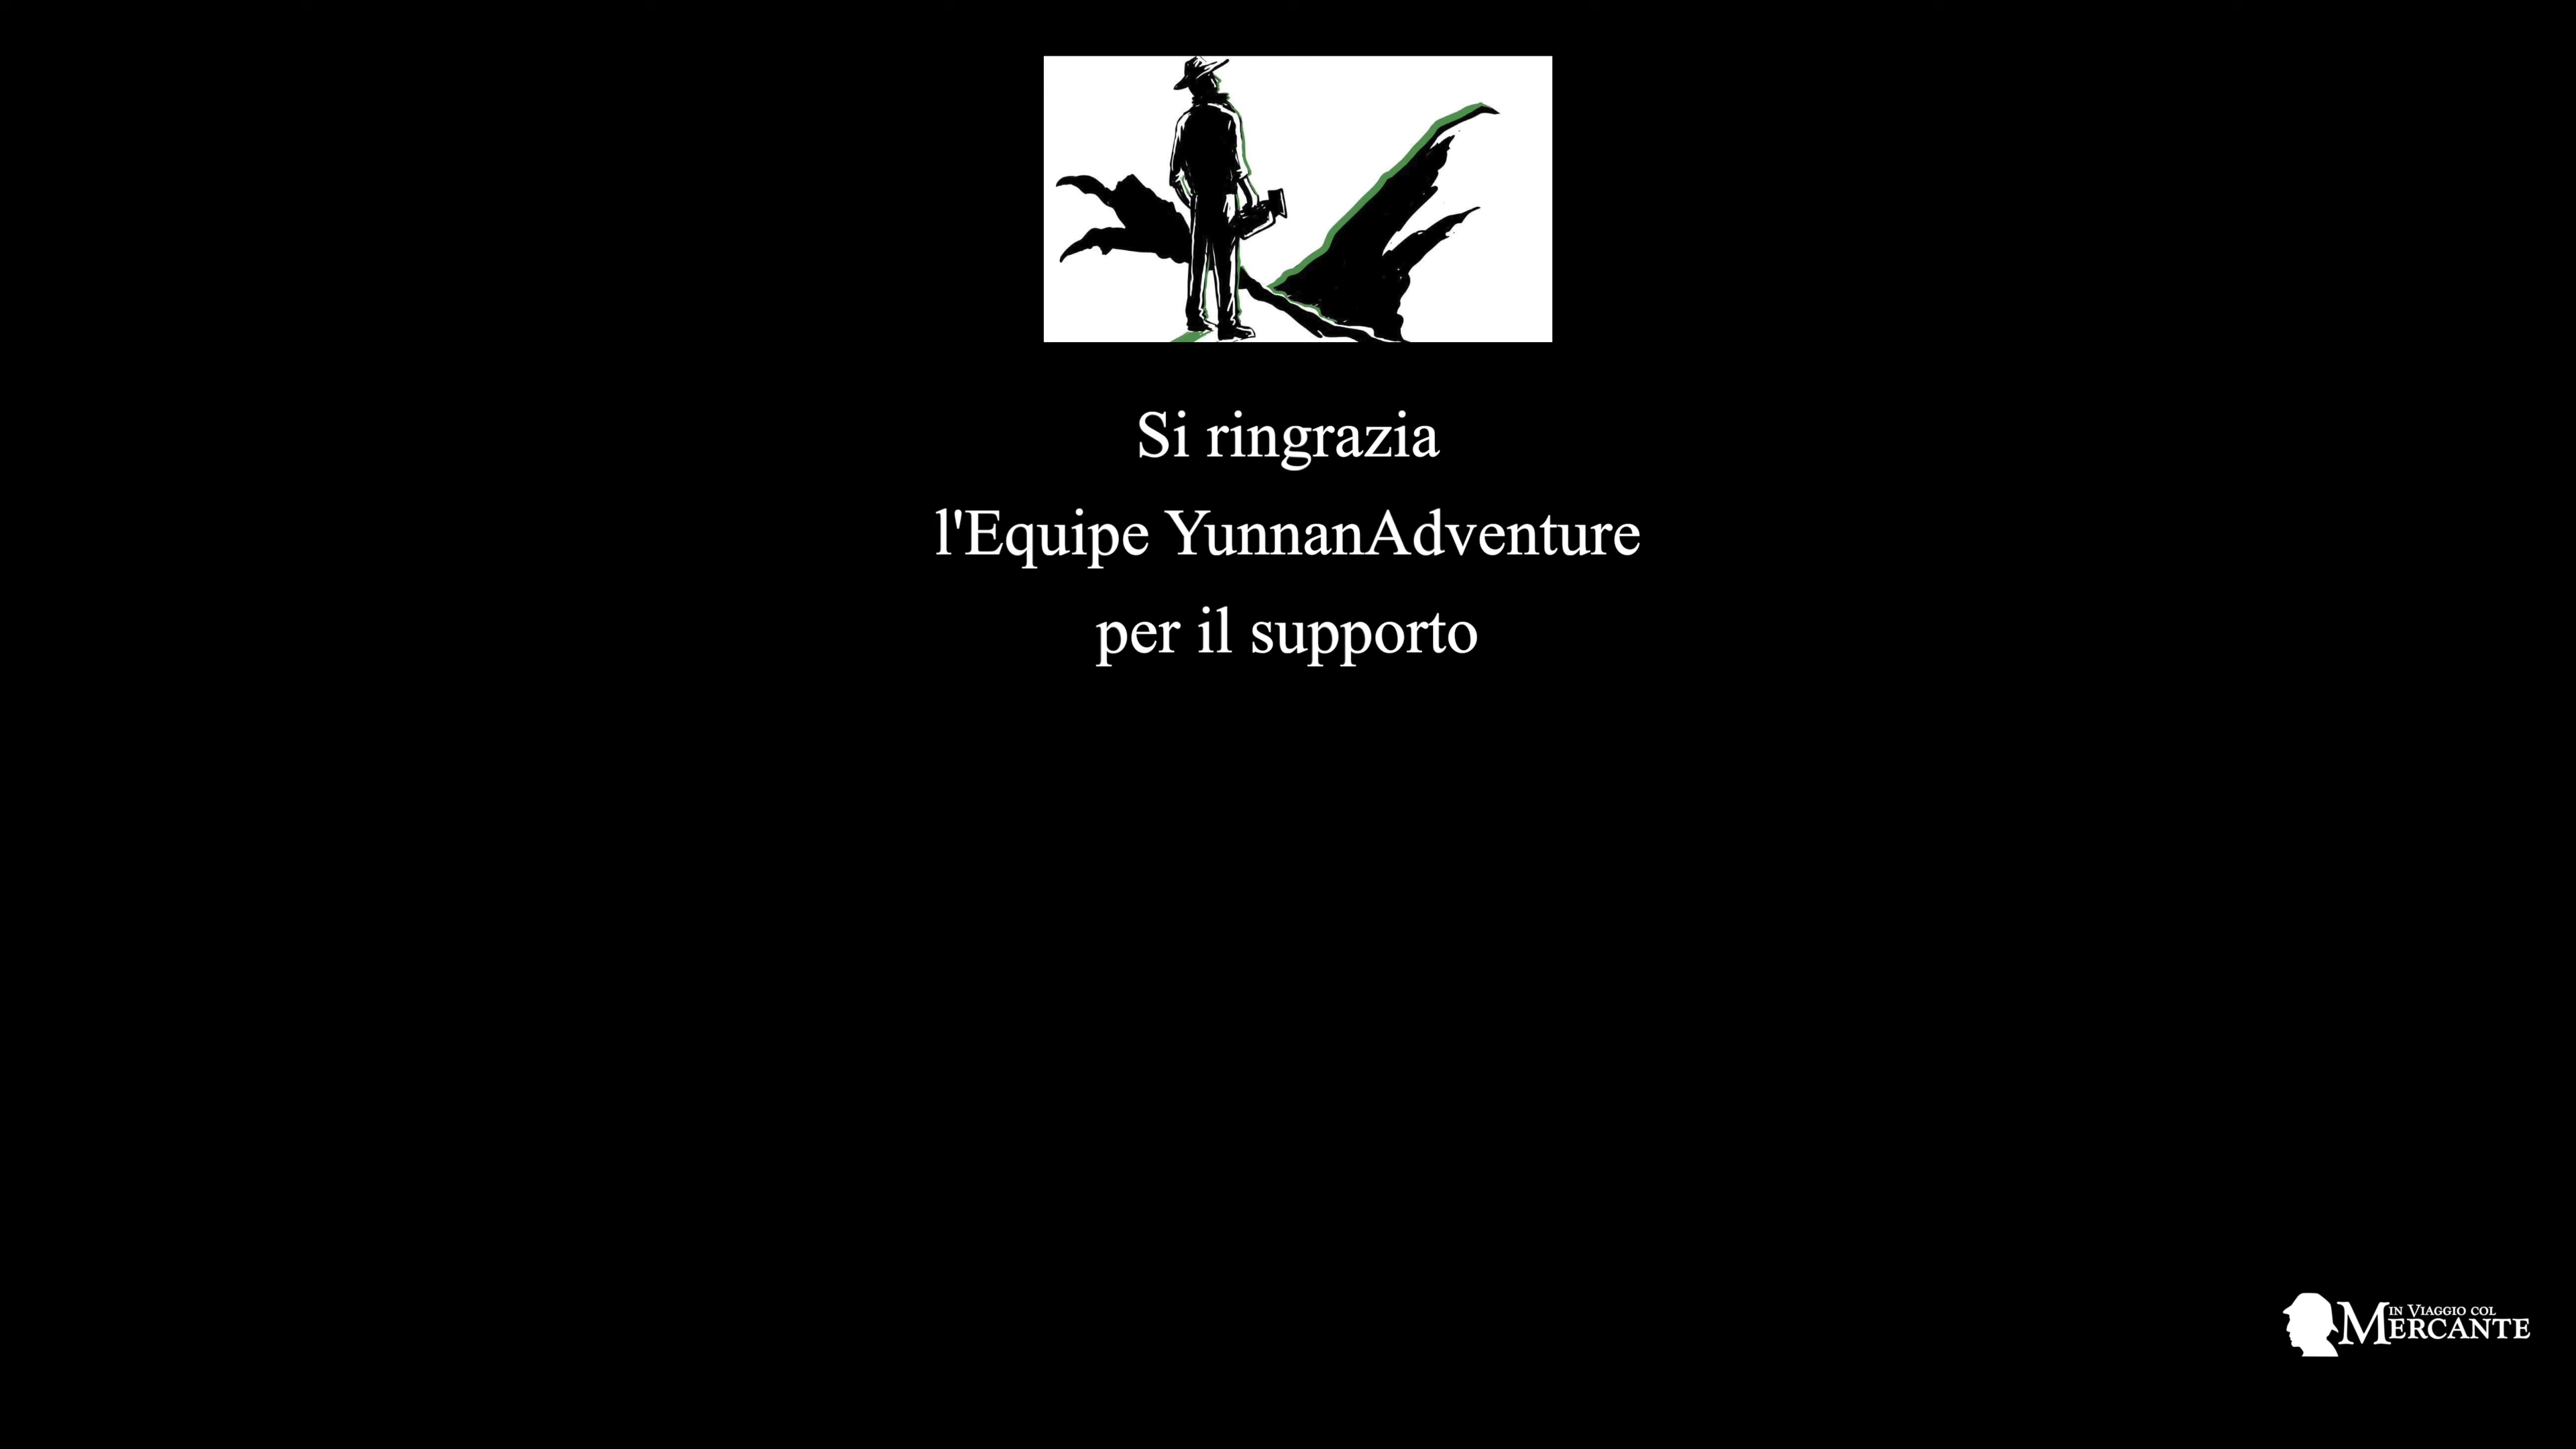 Si ringrazia
l'Equipe YunnanAdventure
per il supporto
IN VIAGGIO COL
MERCANTE